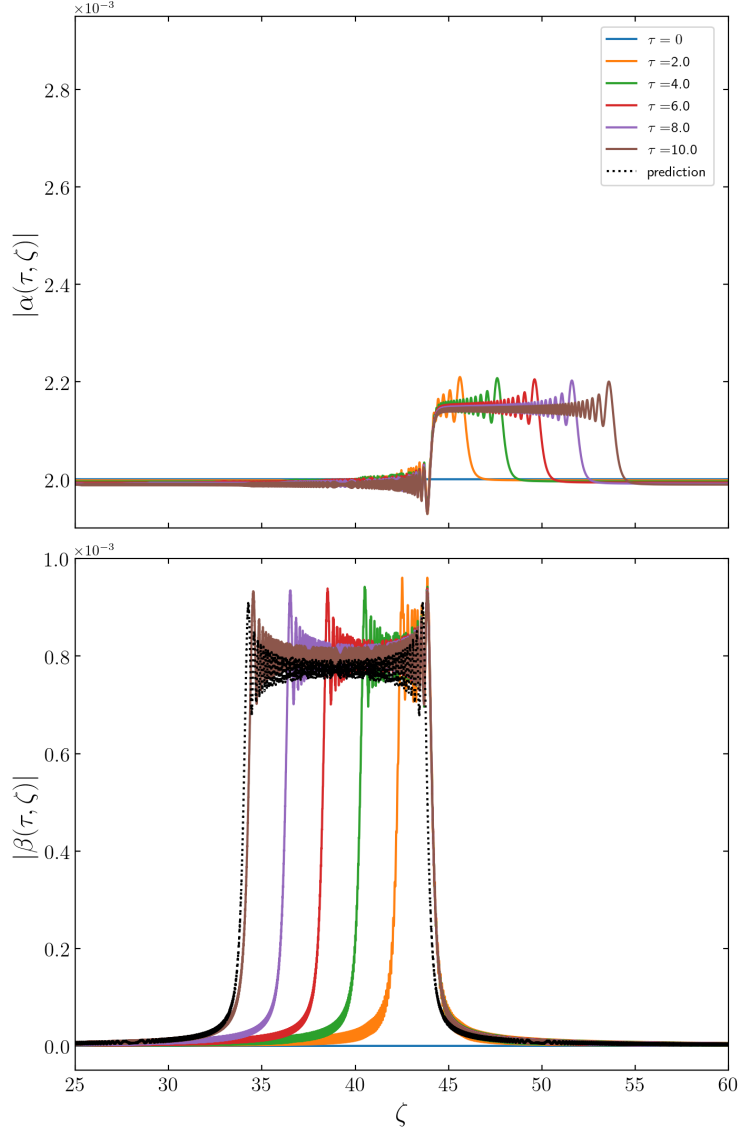 ×10⁻³
2.8
2.6
2.4
2.2
2.0
|α(τ, ζ)|
τ = 0
τ =2.0
τ =4.0
τ =6.0
τ =8.0
τ =10.0
prediction
×10⁻³
1.0
0.8
0.6
0.4
0.2
0.0
|β(τ, ζ)|
25 30 35 40 45 50 55 60
ζ